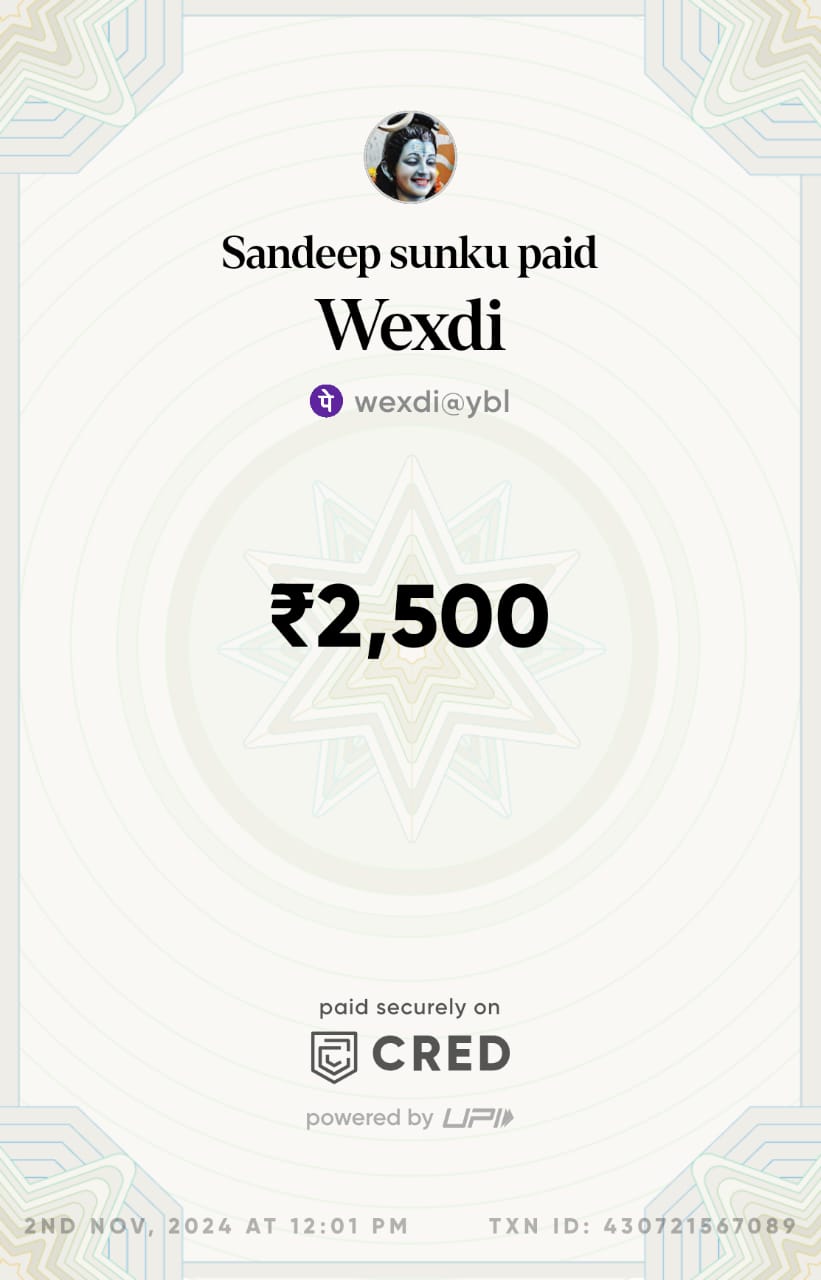 Sandeep sunku paid
Wexdi
पे wexdi@ybl
₹2,500
paid securely on
CRED
powered by UPI
2ND NOV, 2024 AT 12:01 PM TXN ID: 430721567089